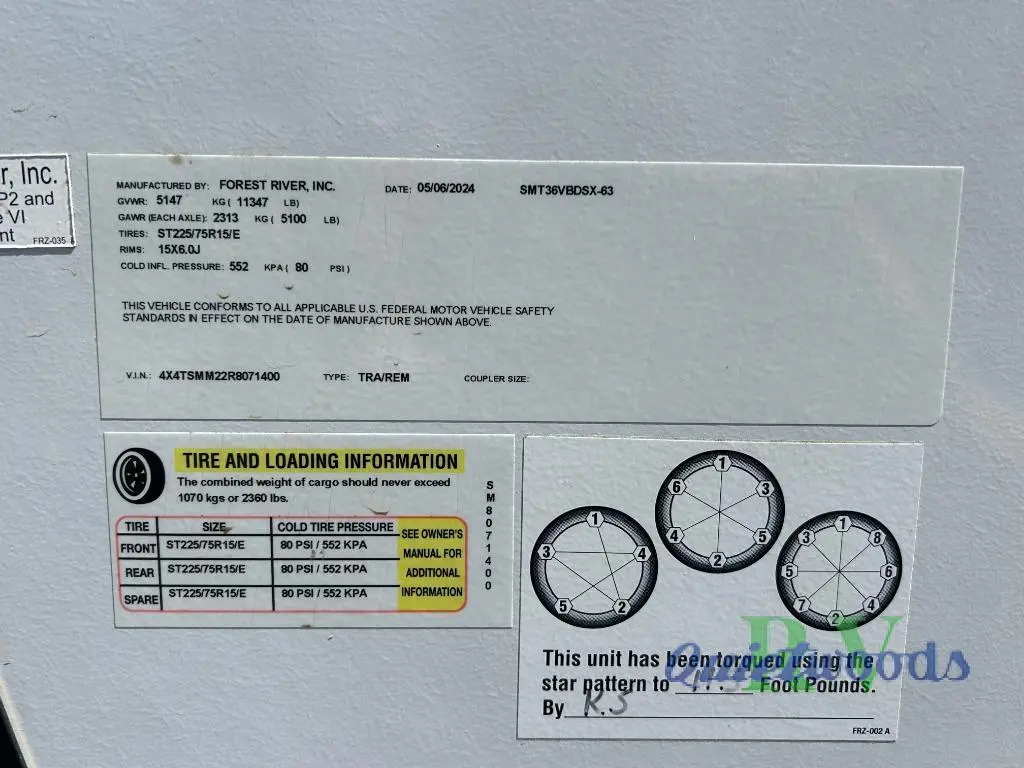 r, Inc.
P2 and
e VI
nt FRZ-035
MANUFACTURED BY: FOREST RIVER, INC. DATE: 05/06/2024 SMT36VBDSX-63
GVWR: 5147 KG ( 11347 LB)
GAWR (EACH AXLE): 2313 KG ( 5100 LB)
TIRES: ST225/75R15/E
RIMS: 15X6.0J
COLD INFL. PRESSURE: 552 KPA ( 80 PSI )
THIS VEHICLE CONFORMS TO ALL APPLICABLE U.S. FEDERAL MOTOR VEHICLE SAFETY
STANDARDS IN EFFECT ON THE DATE OF MANUFACTURE SHOWN ABOVE.
V.I.N.: 4X4TSMM22R8071400 TYPE: TRA/REM COUPLER SIZE:
TIRE AND LOADING INFORMATION
The combined weight of cargo should never exceed
1070 kgs or 2360 lbs.
TIRE SIZE COLD TIRE PRESSURE
FRONT ST225/75R15/E 80 PSI / 552 KPA
REAR ST225/75R15/E 80 PSI / 552 KPA
SPARE ST225/75R15/E 80 PSI / 552 KPA
SEE OWNER'S
MANUAL FOR
ADDITIONAL
INFORMATION
SM8071400
1
3 4
5 2
1
6 3
4 5
2
1
3 8
5 6
7 4
2
This unit has been torqued using the
star pattern to Foot Pounds.
By R.S
FRZ-002 A
Quietwoods RV